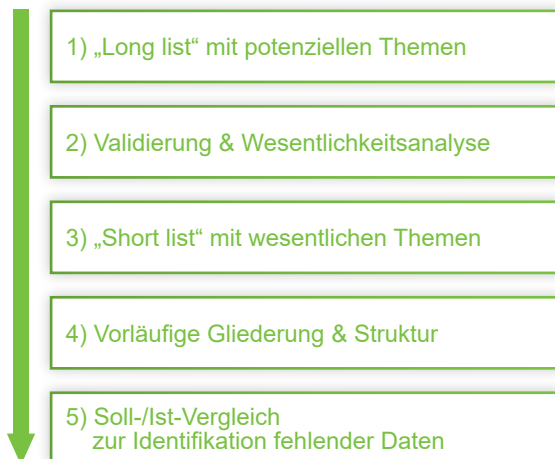 1) „Long list“ mit potenziellen Themen
2) Validierung & Wesentlichkeitsanalyse
3) „Short list“ mit wesentlichen Themen
4) Vorläufige Gliederung & Struktur
5) Soll-/Ist-Vergleich
zur Identifikation fehlender Daten